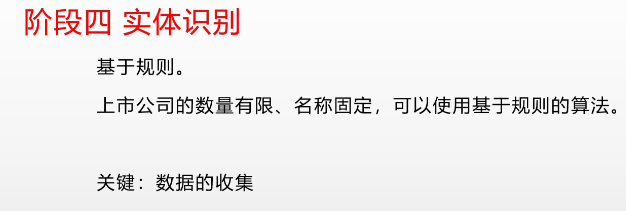 阶段四 实体识别
基于规则。
上市公司的数量有限、名称固定，可以使用基于规则的算法。
关键：数据的收集